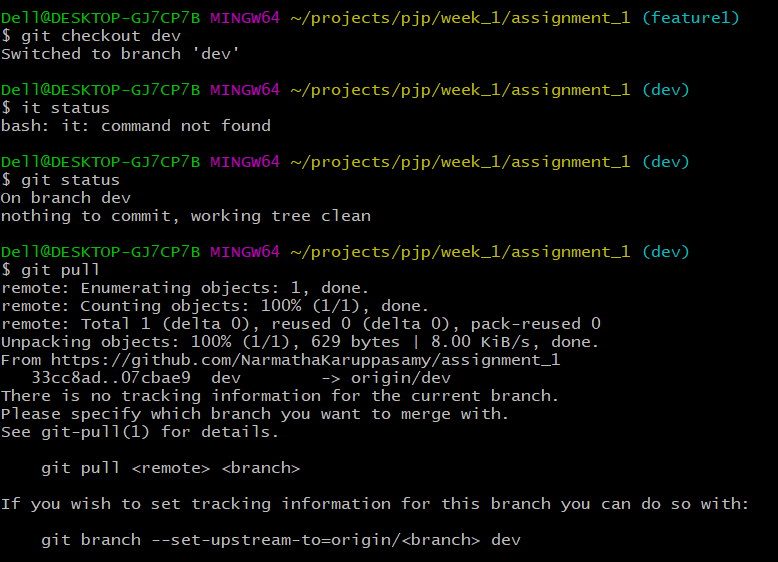 Dell@DESKTOP-GJ7CP7B MINGW64 ~/projects/pjp/week_1/assignment_1 (feature1)
$ git checkout dev
Switched to branch 'dev'
Dell@DESKTOP-GJ7CP7B MINGW64 ~/projects/pjp/week_1/assignment_1 (dev)
$ it status
bash: it: command not found
Dell@DESKTOP-GJ7CP7B MINGW64 ~/projects/pjp/week_1/assignment_1 (dev)
$ git status
On branch dev
nothing to commit, working tree clean
Dell@DESKTOP-GJ7CP7B MINGW64 ~/projects/pjp/week_1/assignment_1 (dev)
$ git pull
remote: Enumerating objects: 1, done.
remote: Counting objects: 100% (1/1), done.
remote: Total 1 (delta 0), reused 0 (delta 0), pack-reused 0
Unpacking objects: 100% (1/1), 629 bytes | 8.00 KiB/s, done.
From https://github.com/NarmathaKaruppasamy/assignment_1
   33cc8ad..07cbae9  dev        -> origin/dev
There is no tracking information for the current branch.
Please specify which branch you want to merge with.
See git-pull(1) for details.
    git pull <remote> <branch>
If you wish to set tracking information for this branch you can do so with:
    git branch --set-upstream-to=origin/<branch> dev